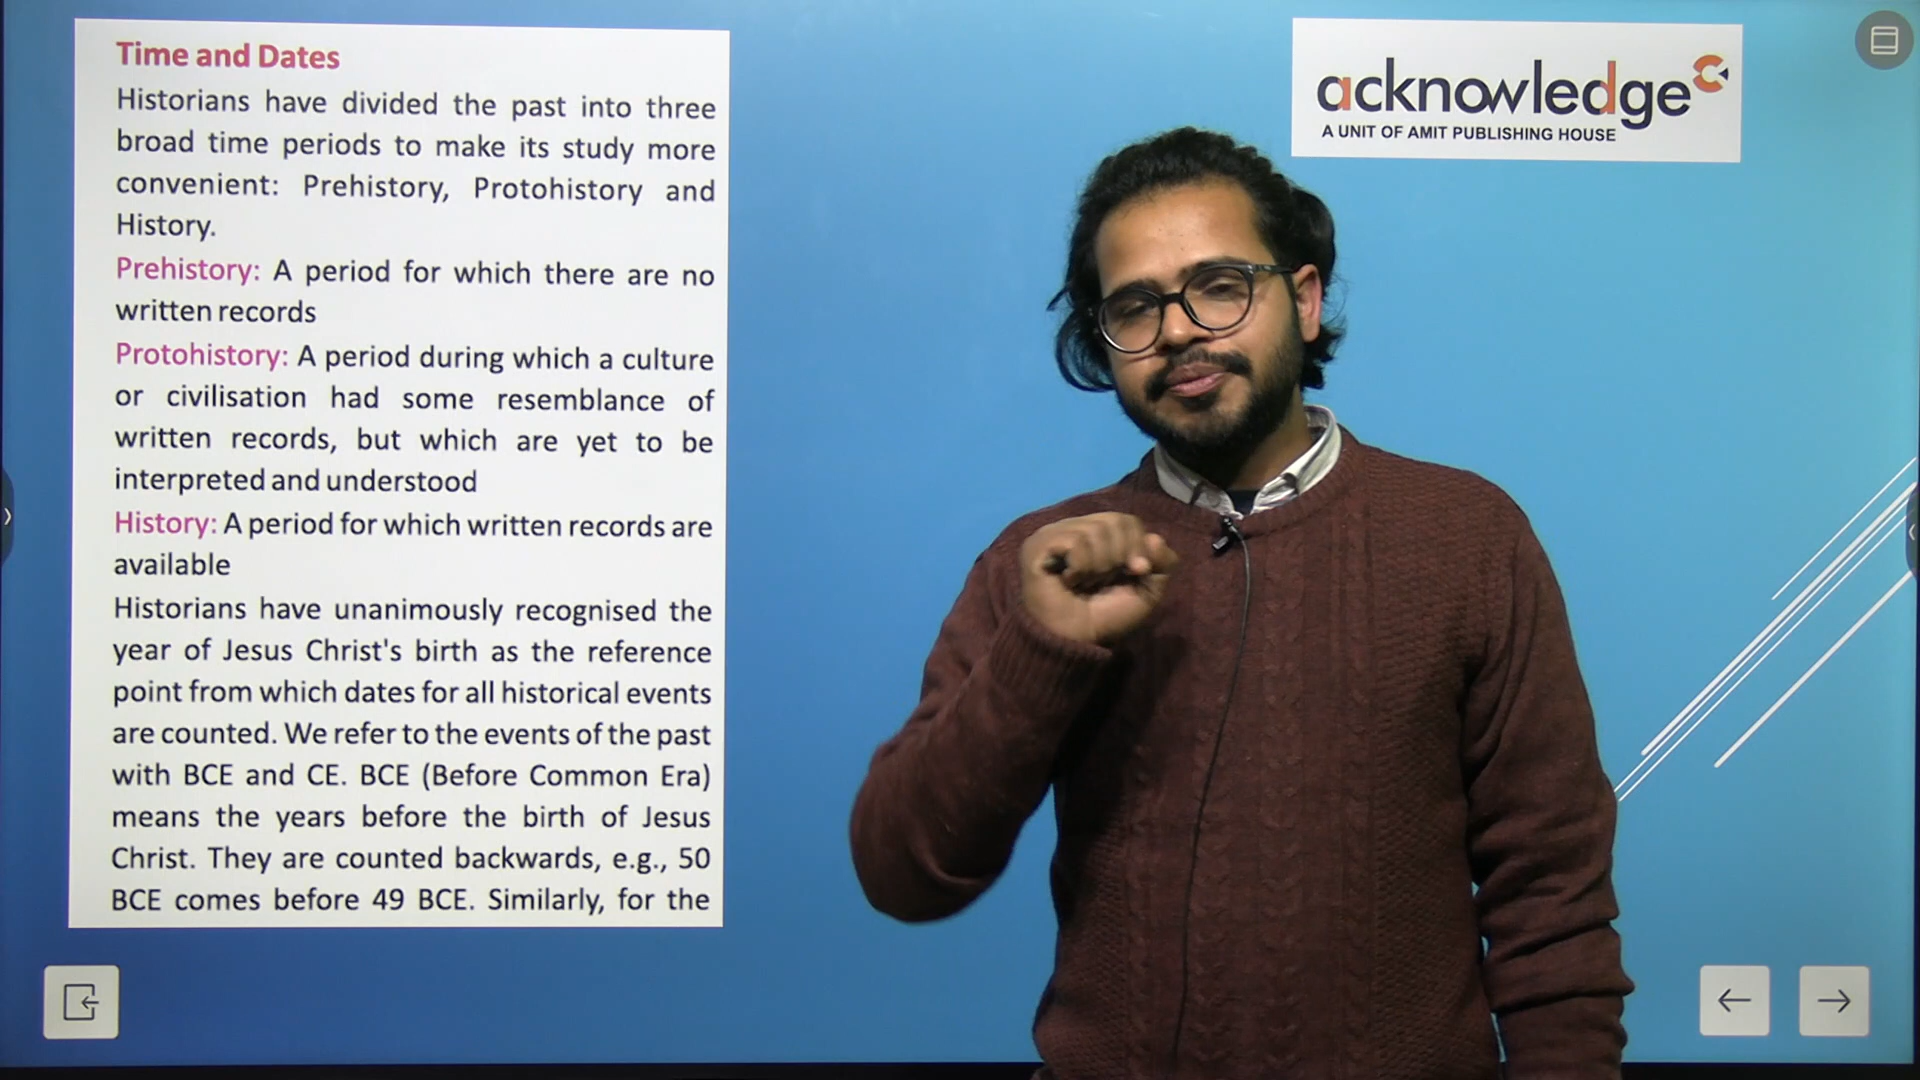 Time and Dates
Historians have divided the past into three
broad time periods to make its study more
convenient: Prehistory, Protohistory and
History.
Prehistory: A period for which there are no
written records
Protohistory: A period during which a culture
or civilisation had some resemblance of
written records, but which are yet to be
interpreted and understood
History: A period for which written records are
available
Historians have unanimously recognised the
year of Jesus Christ's birth as the reference
point from which dates for all historical events
are counted. We refer to the events of the past
with BCE and CE. BCE (Before Common Era)
means the years before the birth of Jesus
Christ. They are counted backwards, e.g., 50
BCE comes before 49 BCE. Similarly, for the
acknowledge
A UNIT OF AMIT PUBLISHING HOUSE